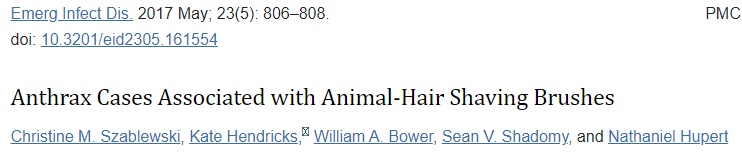 Emerg Infect Dis. 2017 May; 23(5): 806–808. PMC
doi: 10.3201/eid2305.161554
Anthrax Cases Associated with Animal-Hair Shaving Brushes
Christine M. Szablewski, Kate Hendricks, William A. Bower, Sean V. Shadomy, and Nathaniel Hupert